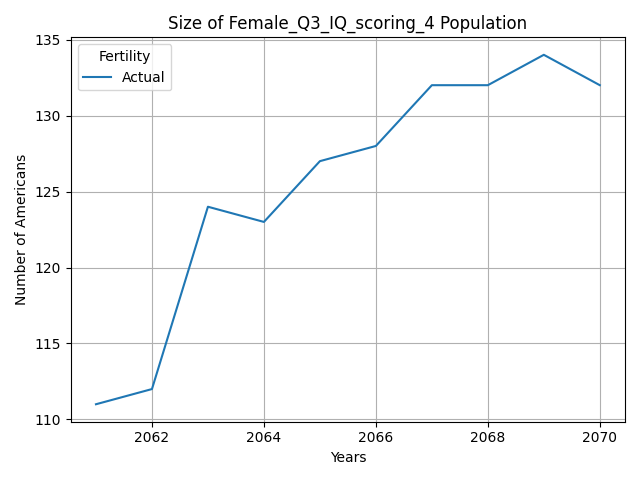 Size of Female_Q3_IQ_scoring_4 Population
Fertility
Actual
135
130
125
120
115
110
Number of Americans
2062 2064 2066 2068 2070
Years